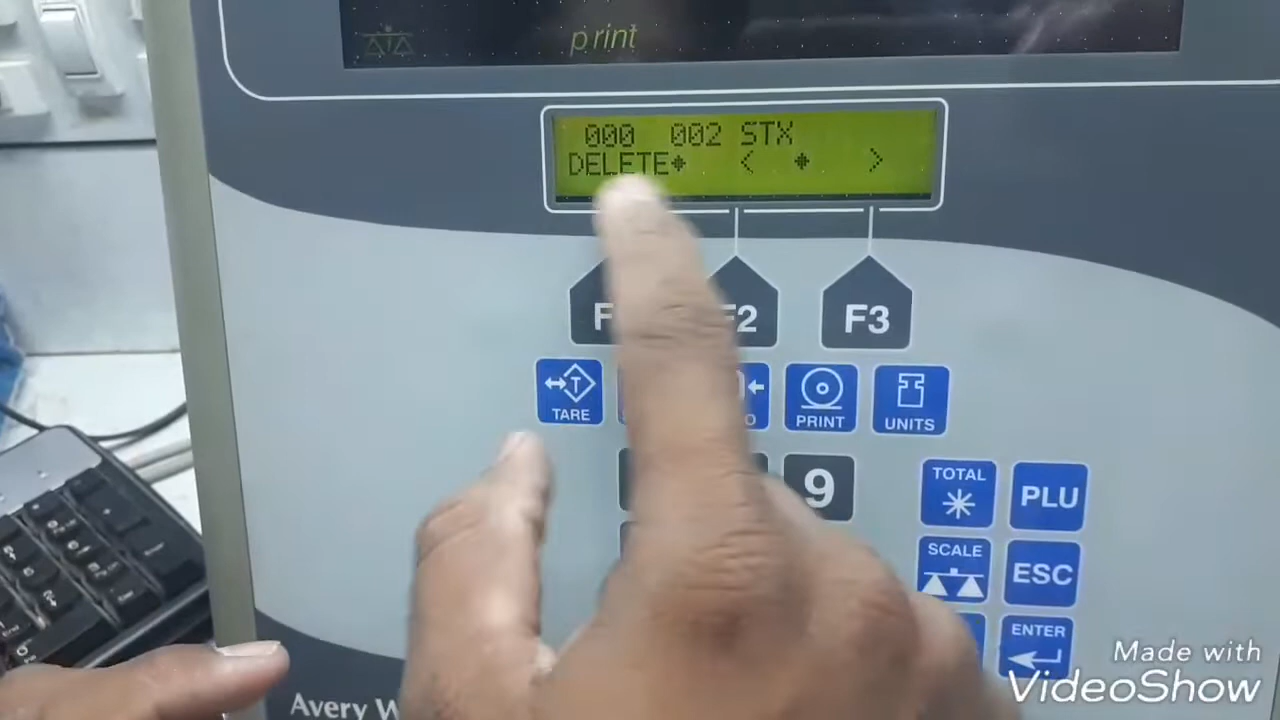 print
000 002 STX
DELETE◆ < ◆ >
F2 F3
TARE PRINT UNITS
9
TOTAL PLU
SCALE ESC
ENTER
Avery
Made with
VideoShow